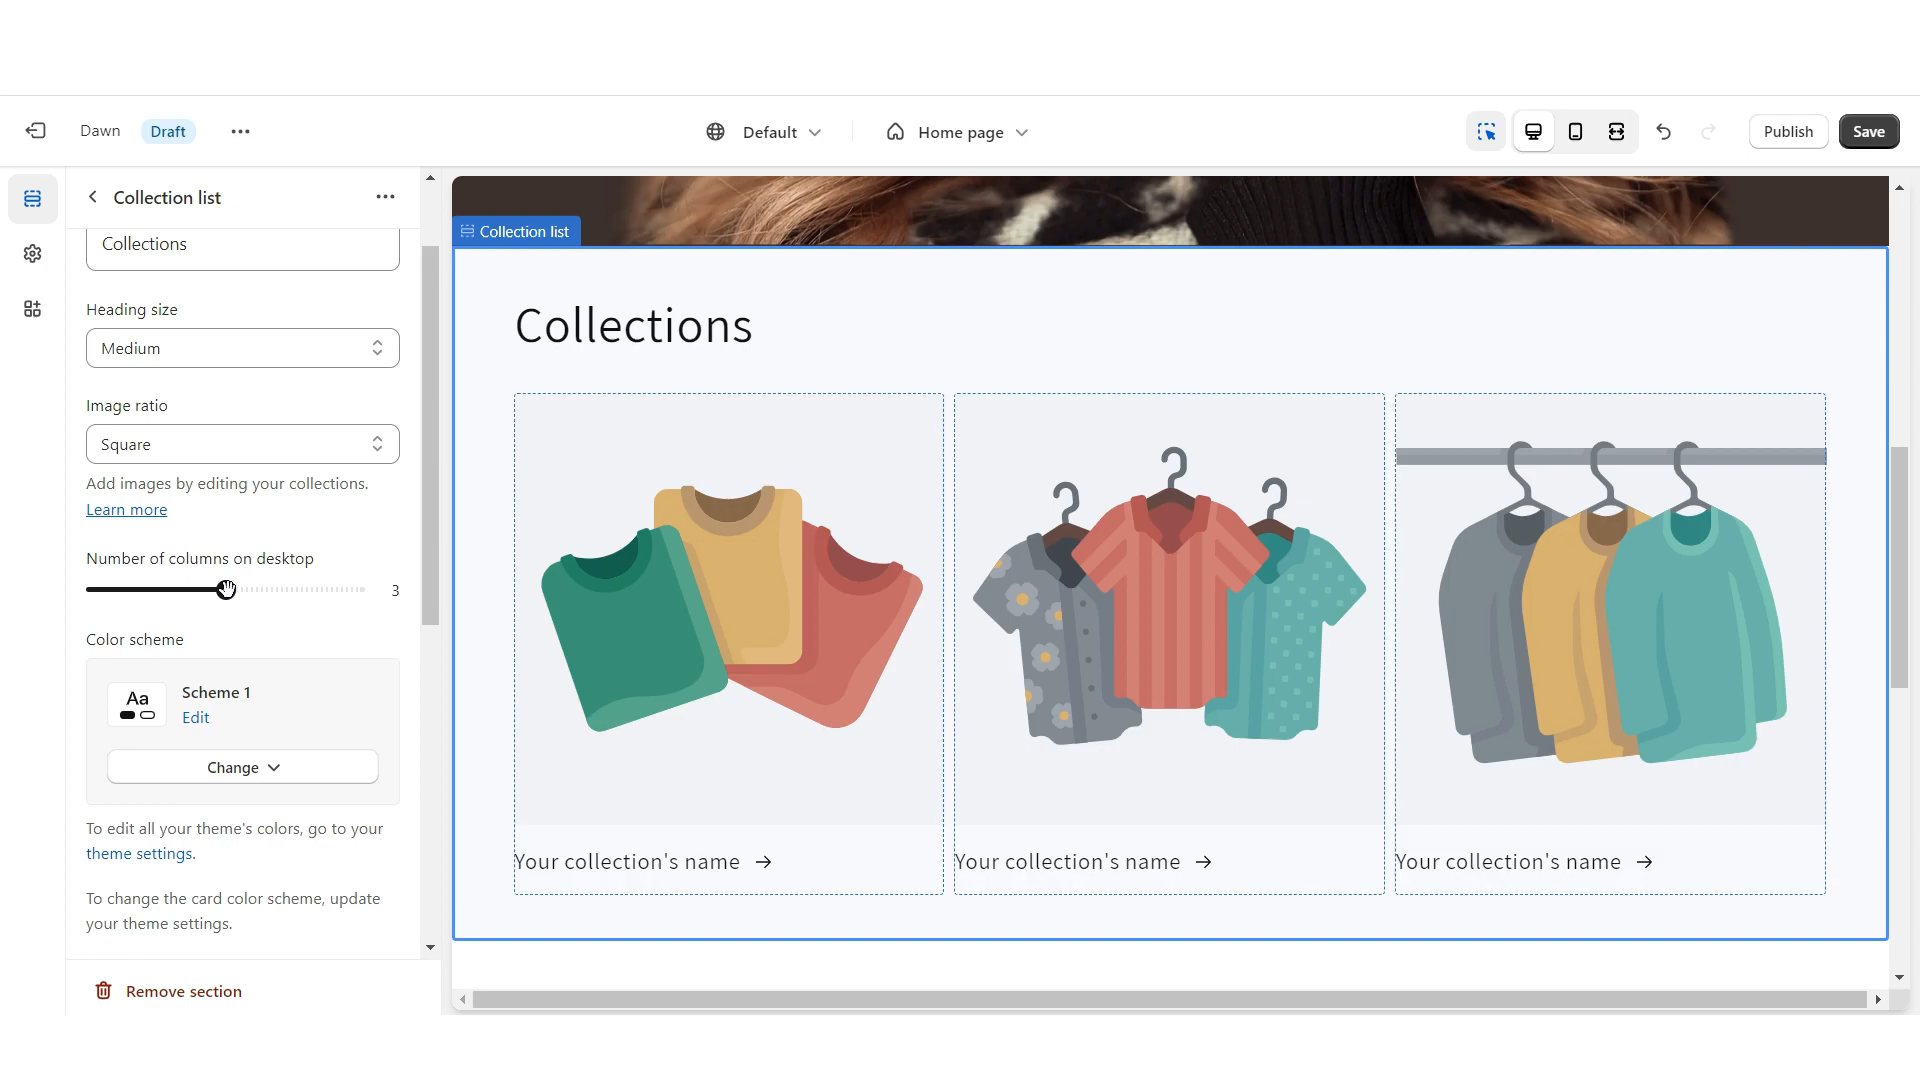 Dawn
Draft
Default
Home page
Publish
Save
Collection list
Collections
Heading size
Medium
Image ratio
Square
Add images by editing your collections.
Learn more
Number of columns on desktop
3
Color scheme
Aa
Scheme 1
Edit
Change
To edit all your theme's colors, go to your
theme settings.
To change the card color scheme, update
your theme settings.
Remove section
Collection list
Collections
Your collection's name
Your collection's name
Your collection's name